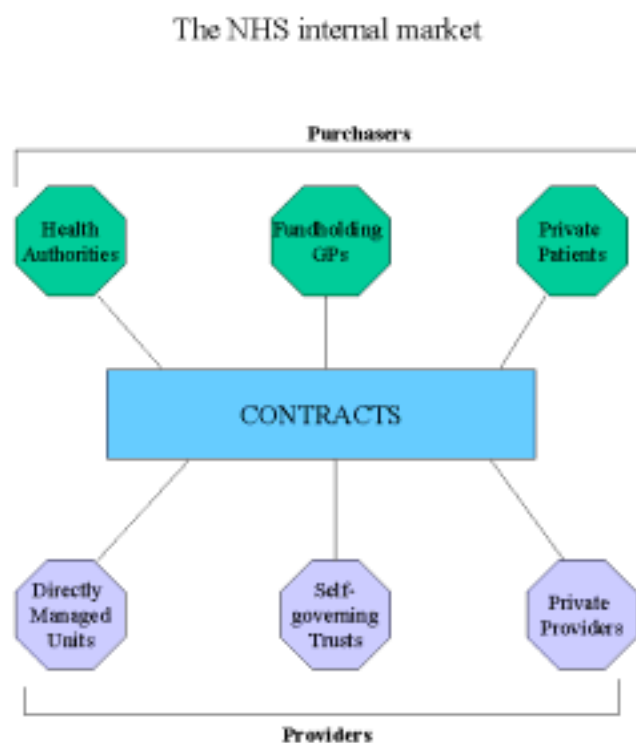 The NHS internal market
Purchasers
Health
Authorities
Fundholding
GPs
Private
Patients
CONTRACTS
Directly
Managed
Units
Self-
governing
Trusts
Private
Providers
Providers